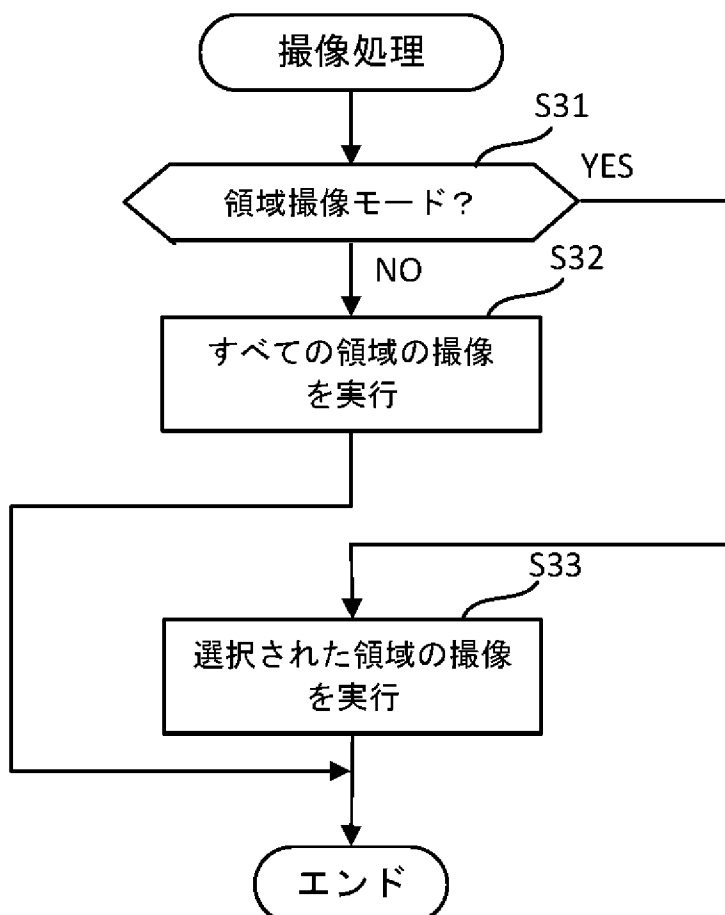 撮像処理
S31
領域撮像モード？
YES
NO
S32
すべての領域の撮像
を実行
S33
選択された領域の撮像
を実行
エンド